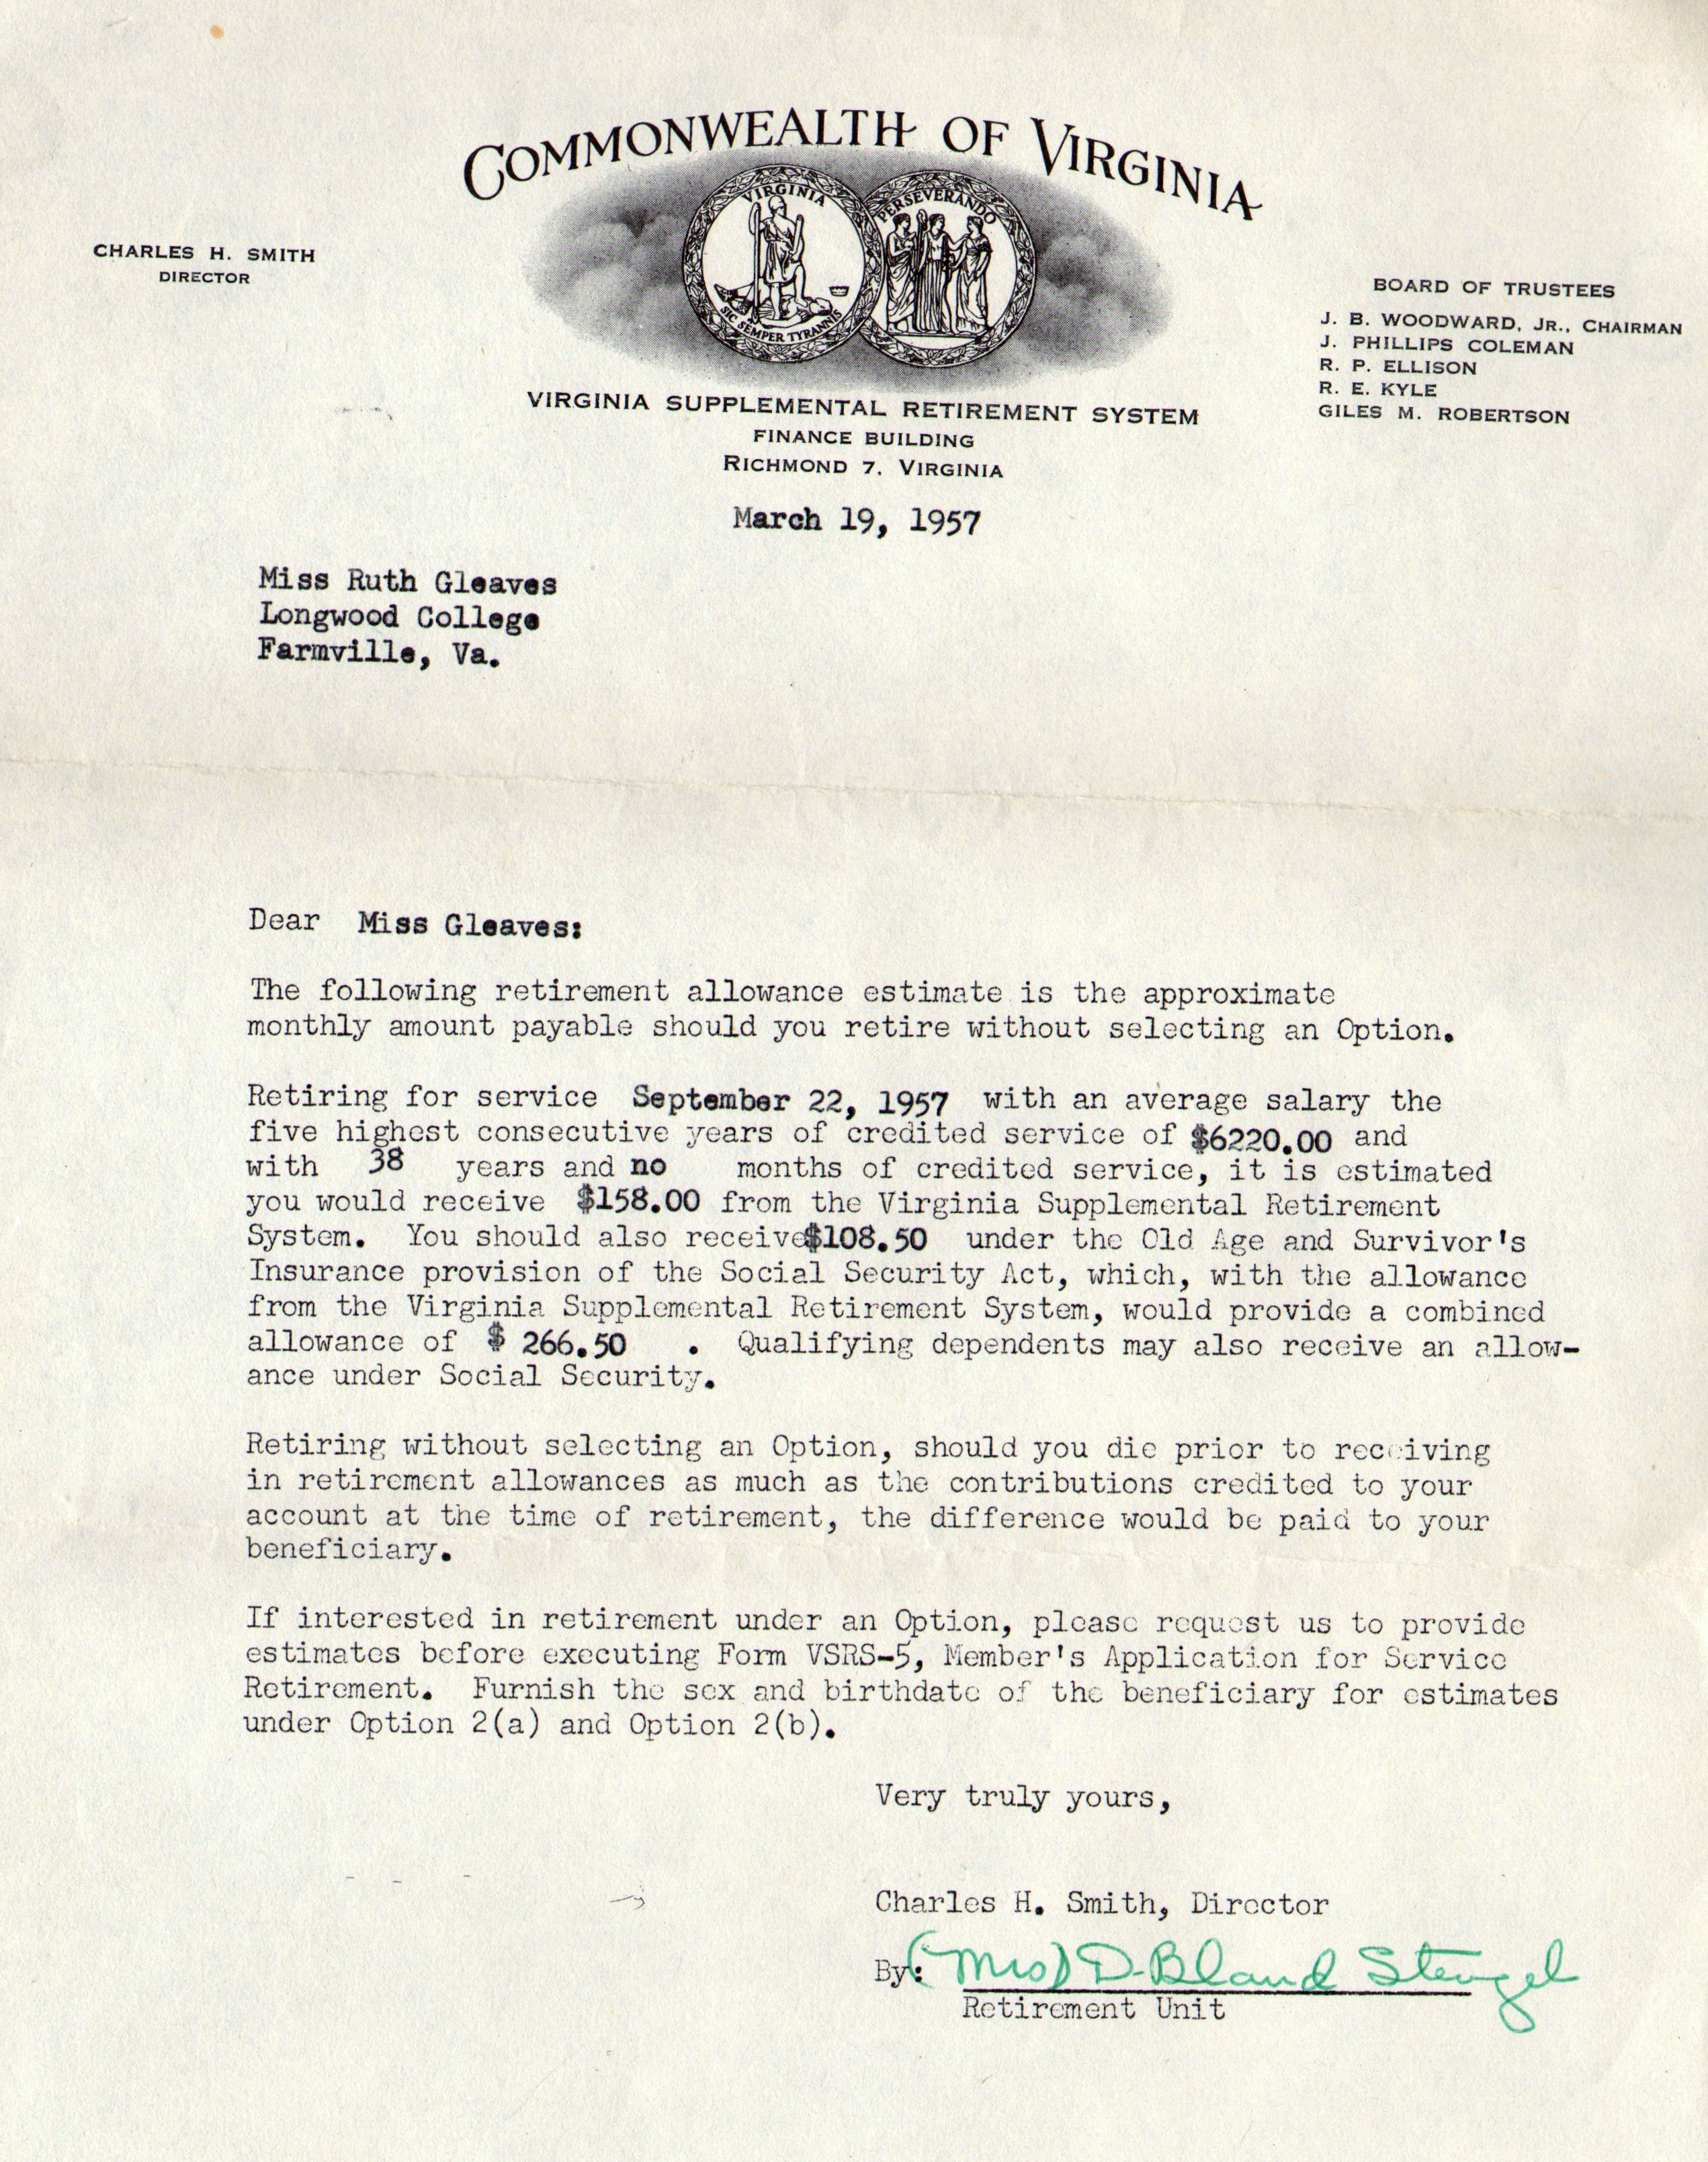 COMMONWEALTH OF VIRGINIA
VIRGINIA
SIC SEMPER TYRANNIS
PERSEVERANDO
CHARLES H. SMITH
DIRECTOR
BOARD OF TRUSTEES
J. B. WOODWARD, JR., CHAIRMAN
J. PHILLIPS COLEMAN
R. P. ELLISON
R. E. KYLE
GILES M. ROBERTSON
VIRGINIA SUPPLEMENTAL RETIREMENT SYSTEM
FINANCE BUILDING
RICHMOND 7, VIRGINIA
March 19, 1957
Miss Ruth Gleaves
Longwood College
Farmville, Va.
Dear Miss Gleaves:
The following retirement allowance estimate is the approximate
monthly amount payable should you retire without selecting an Option.
Retiring for service September 22, 1957 with an average salary the
five highest consecutive years of credited service of $6220.00 and
with 38 years and no months of credited service, it is estimated
you would receive $158.00 from the Virginia Supplemental Retirement
System. You should also receive$108.50 under the Old Age and Survivor's
Insurance provision of the Social Security Act, which, with the allowance
from the Virginia Supplemental Retirement System, would provide a combined
allowance of $ 266.50 . Qualifying dependents may also receive an allow-
ance under Social Security.
Retiring without selecting an Option, should you die prior to receiving
in retirement allowances as much as the contributions credited to your
account at the time of retirement, the difference would be paid to your
beneficiary.
If interested in retirement under an Option, please request us to provide
estimates before executing Form VSRS-5, Member's Application for Service
Retirement. Furnish the sex and birthdate of the beneficiary for estimates
under Option 2(a) and Option 2(b).
Very truly yours,
Charles H. Smith, Director
By: (Mrs) D. Bland Stengel
Retirement Unit